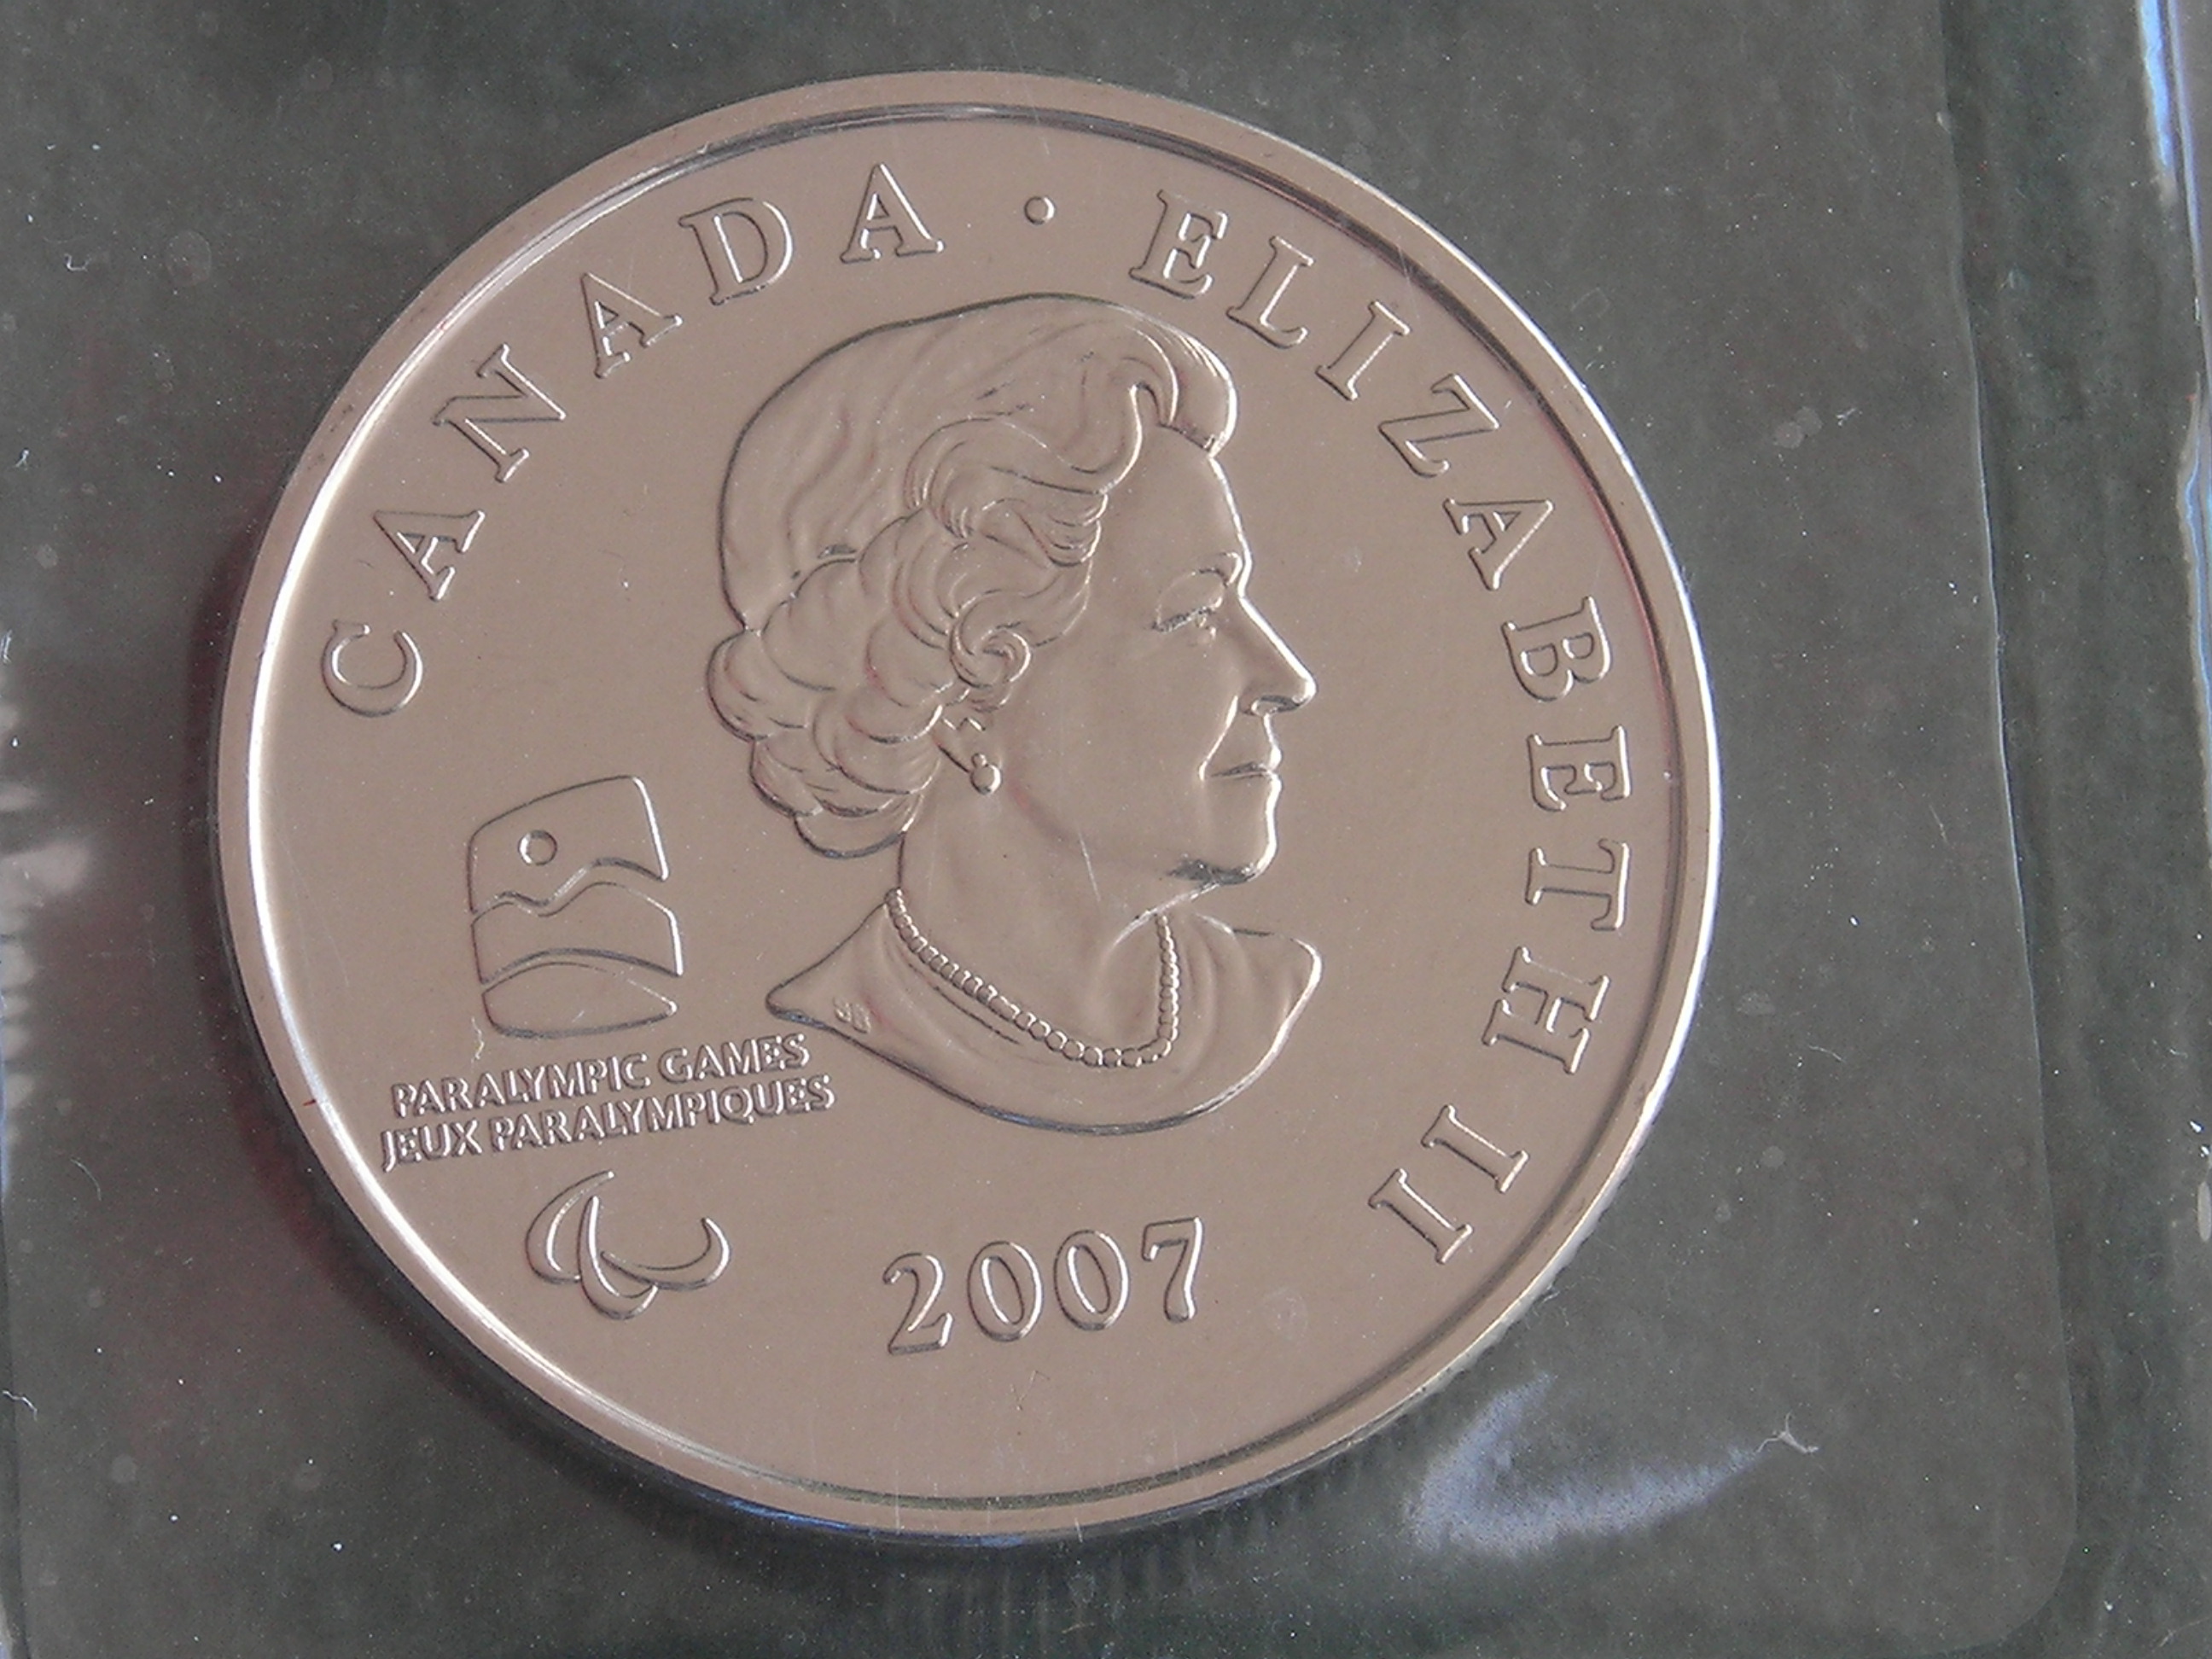 CANADA · ELIZABETH II
PARALYMPIC GAMES
JEUX PARALYMPIQUES
2007